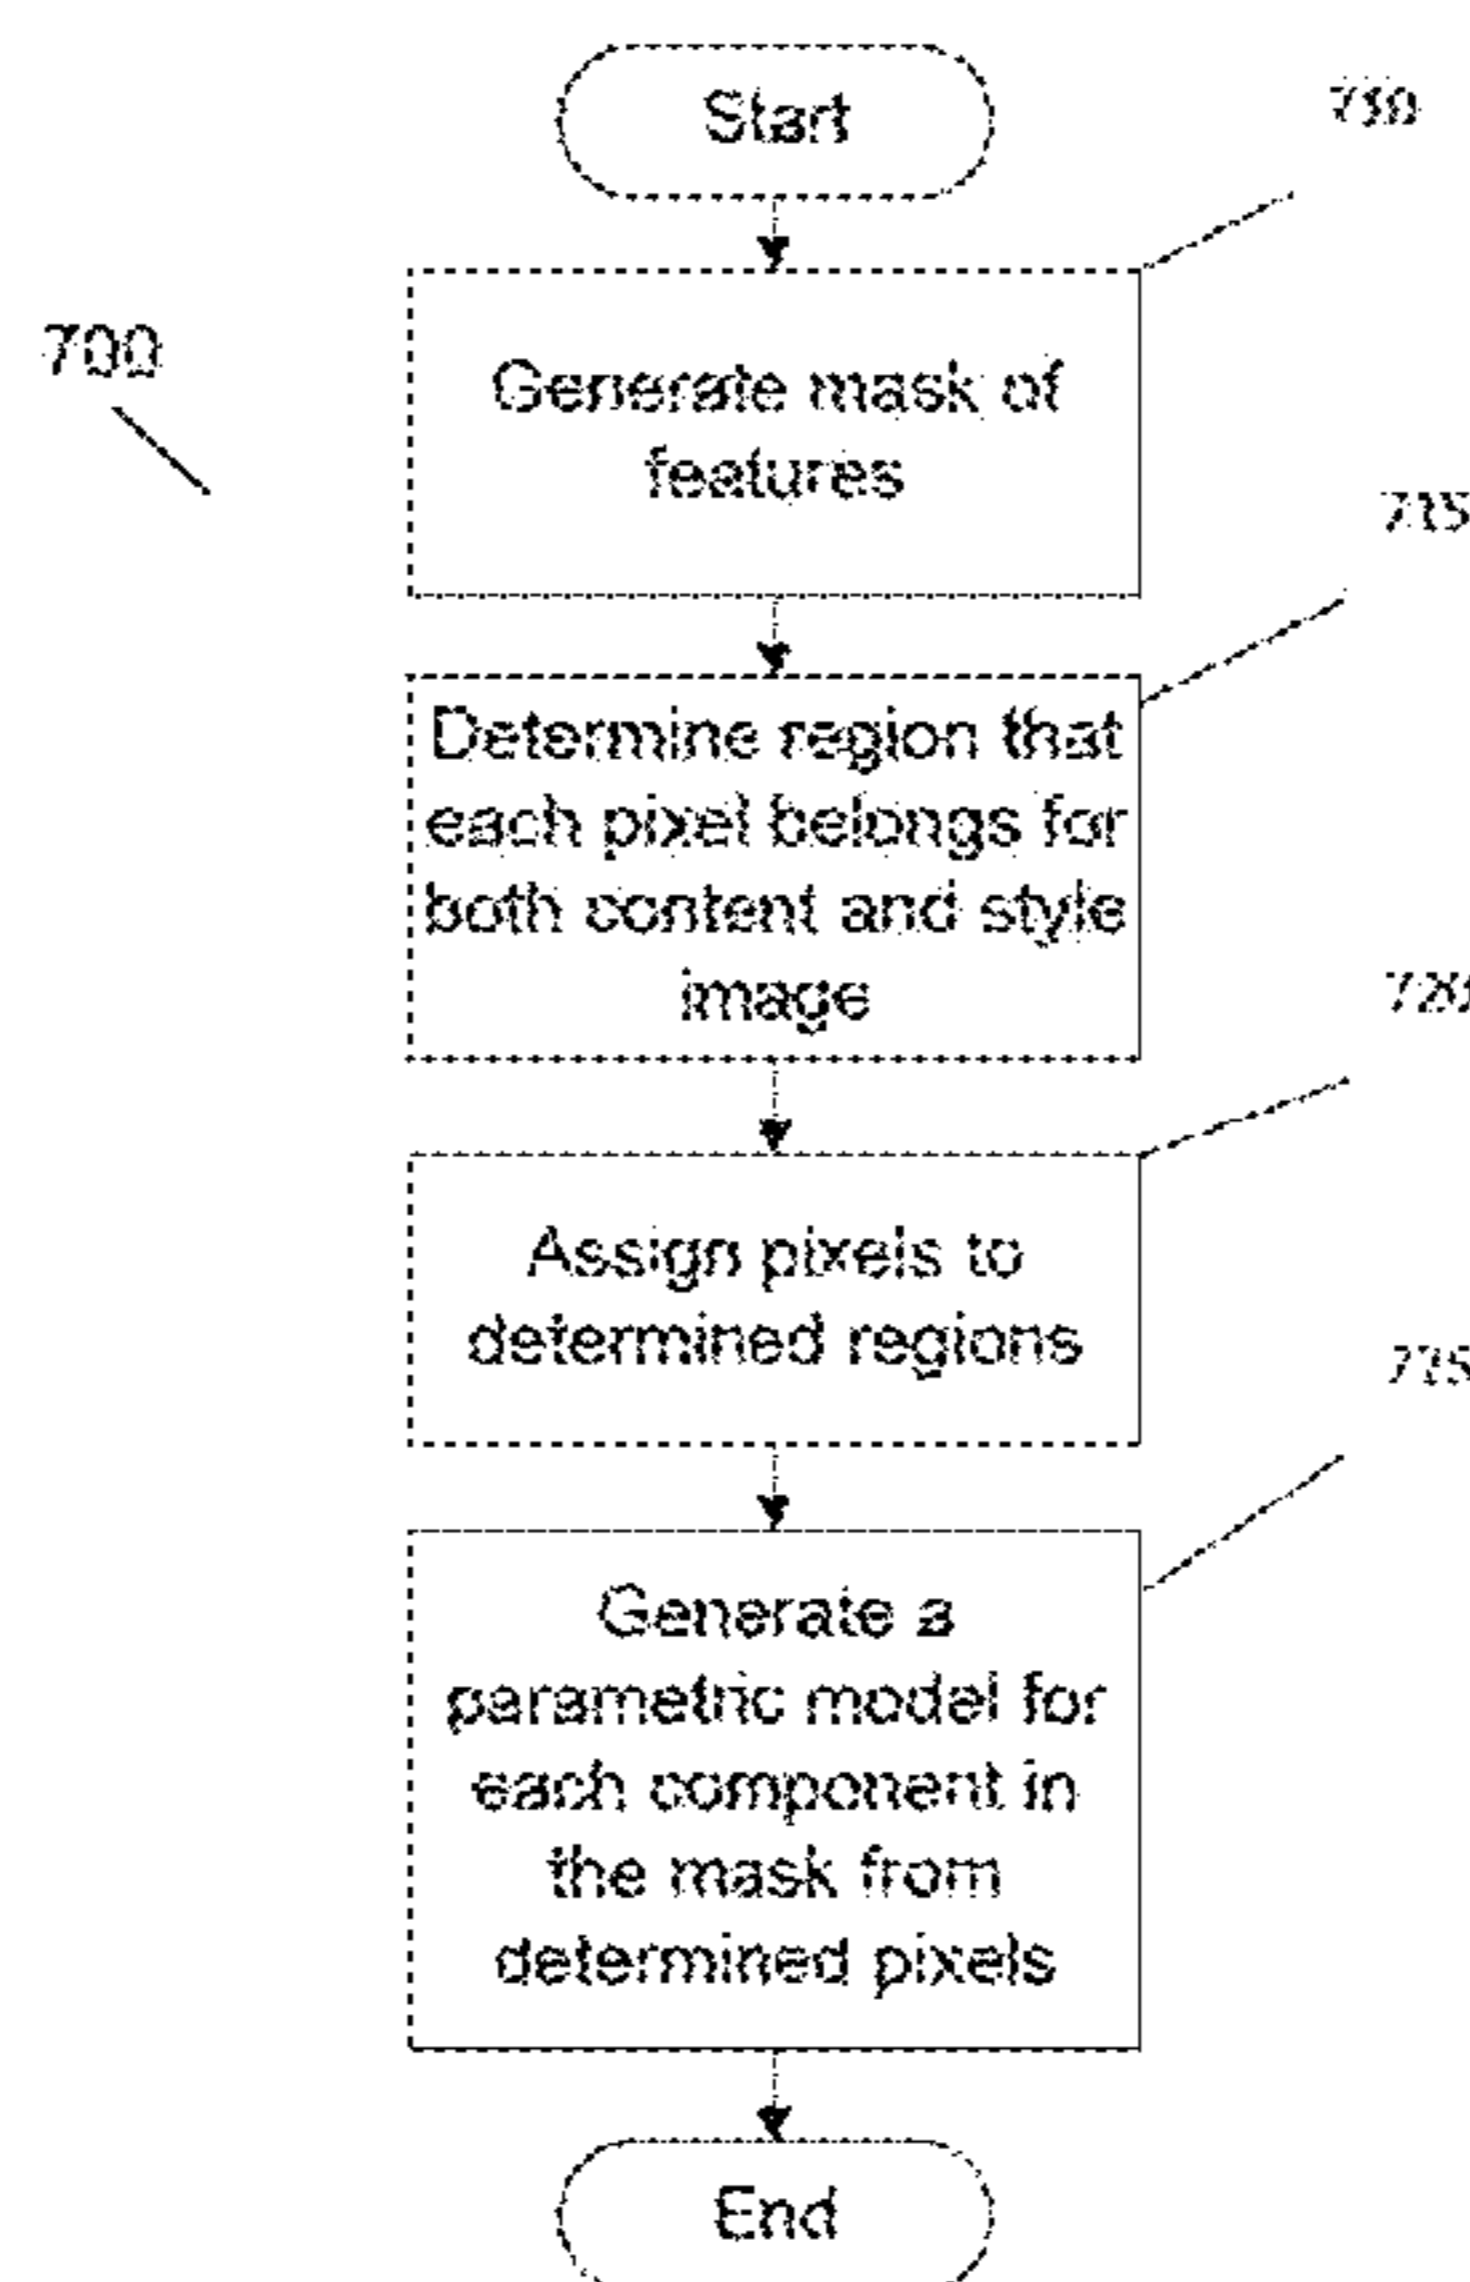 Start
710
Generate mask of
features
700
715
Determine region that
each pixel belongs for
both content and style
image
720
Assign pixels to
determined regions
725
Generate a
parametric model for
each component in
the mask from
determined pixels
End